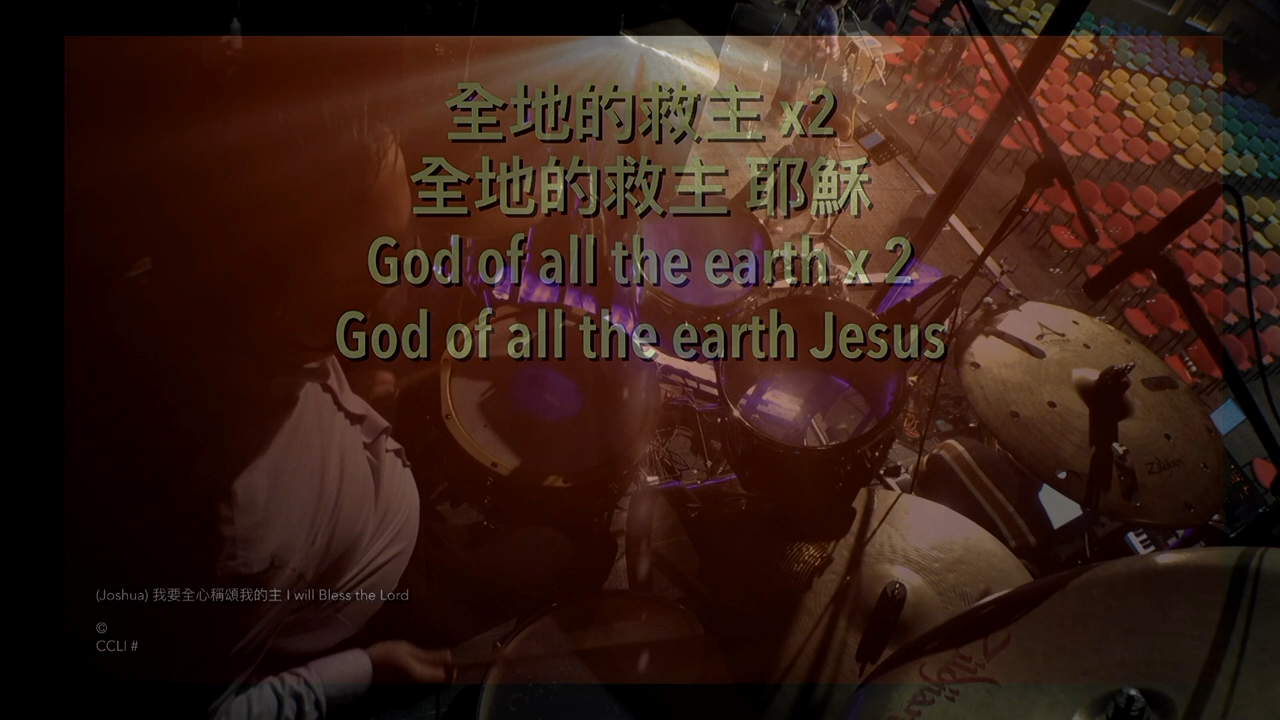 全地的救主 x2
全地的救主 耶穌
God of all the earth x 2
God of all the earth Jesus
A
Zildjian
(Joshua) 我要全心稱頌我的主 I will Bless the Lord
©
CCLI #
Zildjian